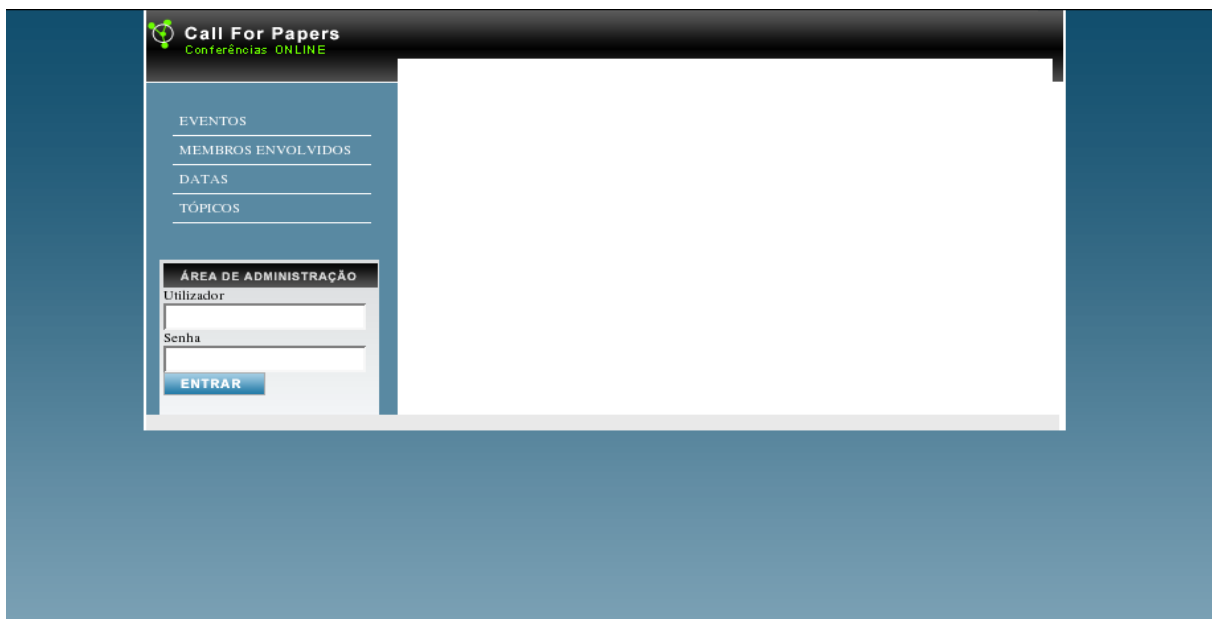 Call For Papers
Conferências ONLINE
EVENTOS
MEMBROS ENVOLVIDOS
DATAS
TÓPICOS
ÁREA DE ADMINISTRAÇÃO
Utilizador
Senha
ENTRAR